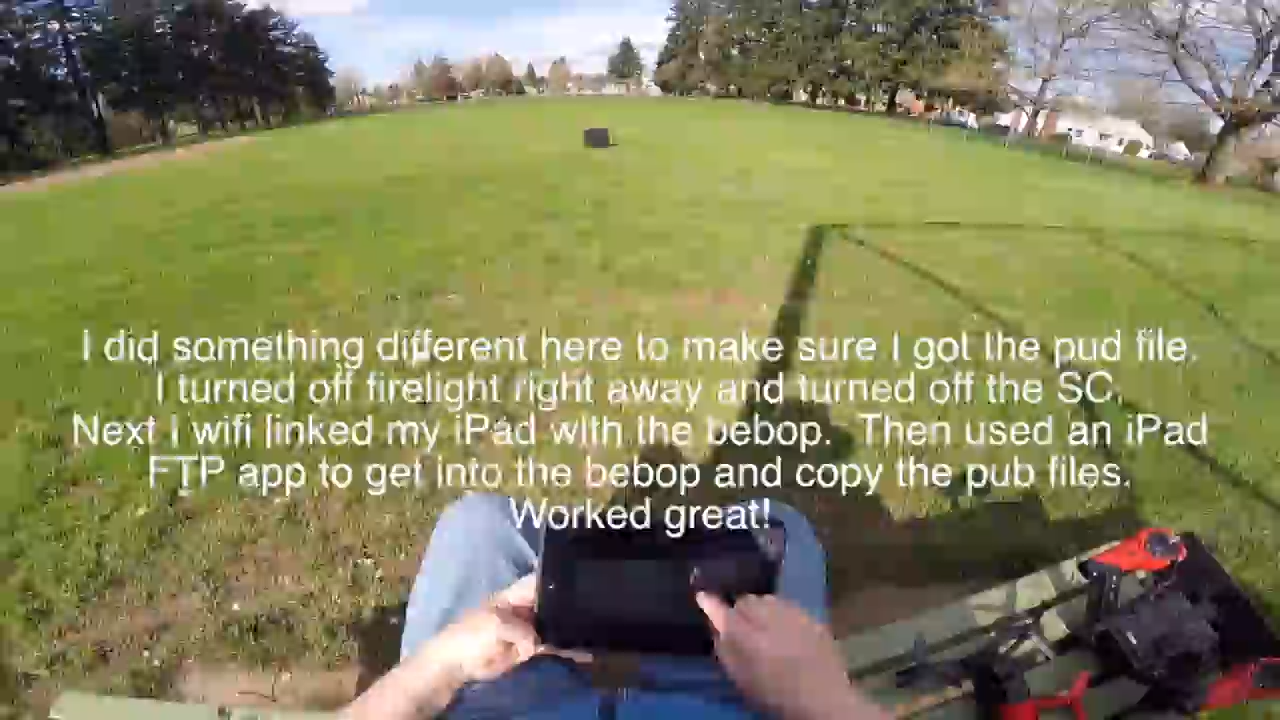 I did something different here to make sure I got the pud file.
I turned off firelight right away and turned off the SC.
Next i wifi linked my iPad with the bebop.  Then used an iPad
FTP app to get into the bebop and copy the pub files.
Worked great!